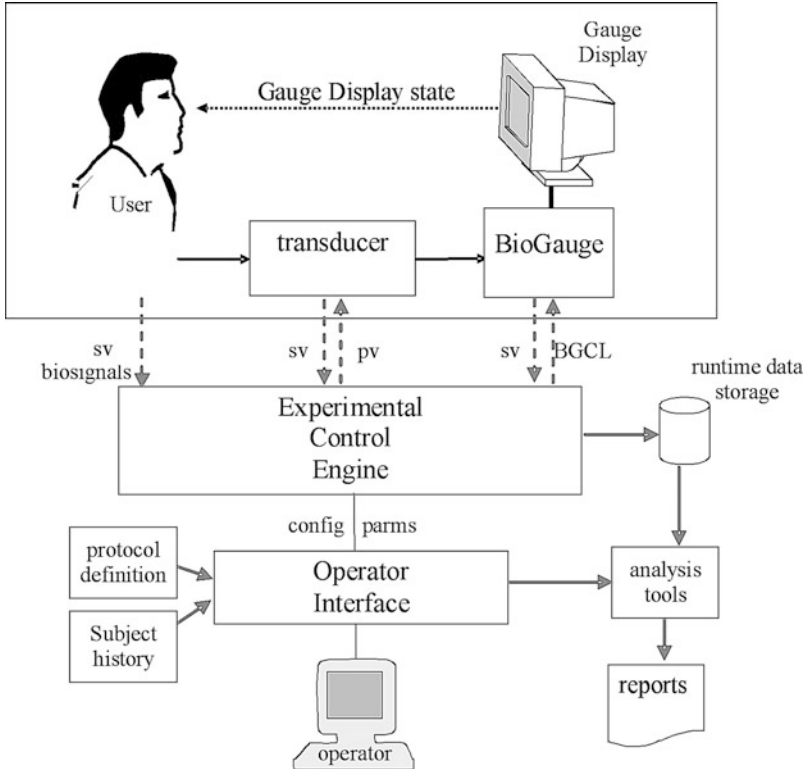 Gauge
Display
Gauge Display state
User
transducer
BioGauge
sv
biosignals
sv
pv
sv
BGCL
runtime data
storage
Experimental
Control
Engine
config
parms
protocol
definition
Operator
Interface
analysis
tools
Subject
history
reports
operator